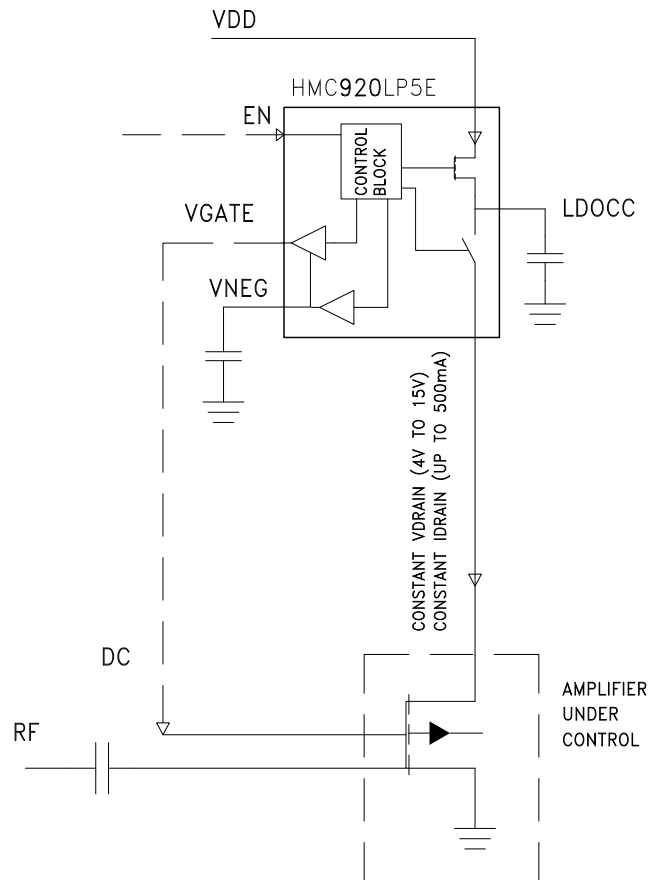 VDD
HMC920LP5E
EN
CONTROL
BLOCK
VGATE
LDOCC
VNEG
CONSTANT VDRAIN (4V TO 15V)
CONSTANT IDRAIN (UP TO 500mA)
DC
RF
AMPLIFIER
UNDER
CONTROL